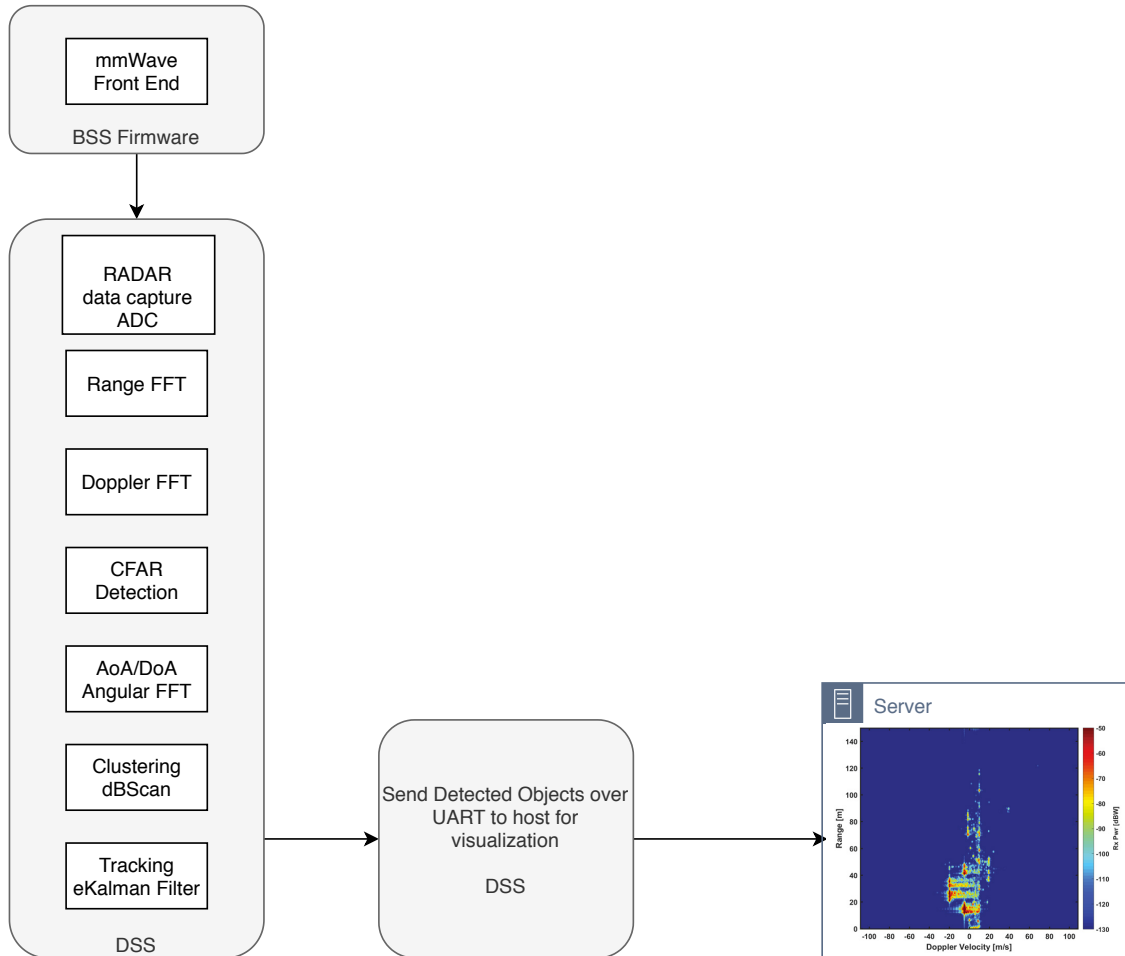 mmWave
Front End
BSS Firmware
RADAR
data capture
ADC
Range FFT
Doppler FFT
CFAR
Detection
AoA/DoA
Angular FFT
Clustering
dBScan
Tracking
eKalman Filter
DSS
Send Detected Objects over
UART to host for
visualization
DSS
Server
140
120
100
80
60
40
20
0
Range [m]
-100 -80 -60 -40 -20 0 20 40 60 80 100
Doppler Velocity [m/s]
-50
-60
-70
-80
-90
-100
-110
-120
-130
Rx Pwr [dBW]